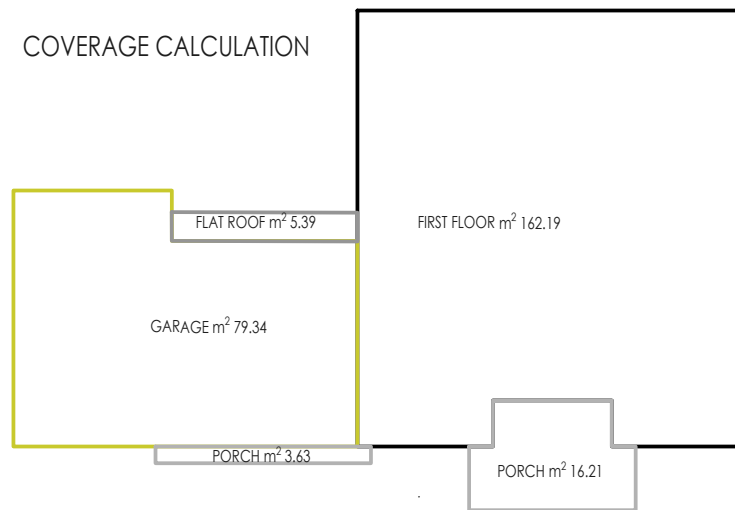 COVERAGE CALCULATION
FLAT ROOF m² 5.39
FIRST FLOOR m² 162.19
GARAGE m² 79.34
PORCH m² 3.63
PORCH m² 16.21